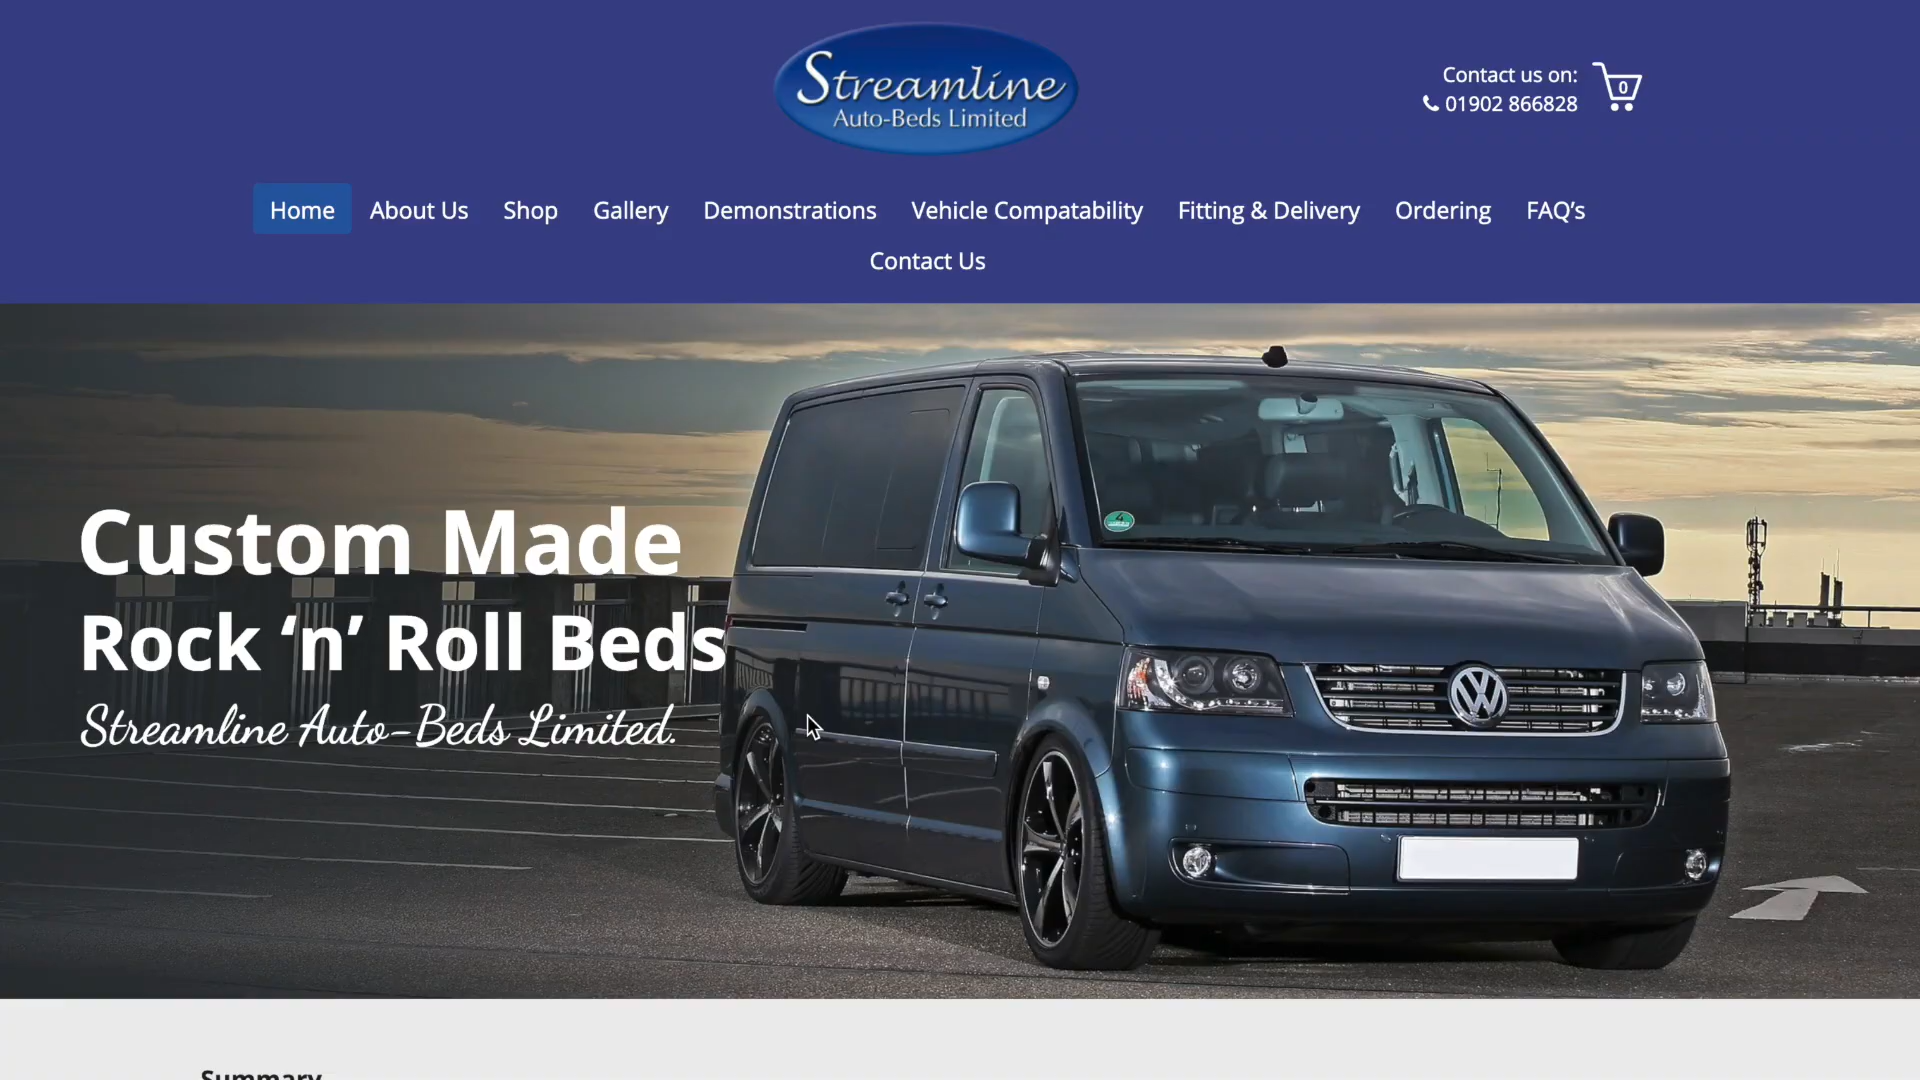 Streamline
Auto-Beds Limited
Contact us on:
01902 866828
0
Home About Us Shop Gallery Demonstrations Vehicle Compatability Fitting & Delivery Ordering FAQ’s
Contact Us
Custom Made
Rock ‘n’ Roll Beds
Streamline Auto-Beds Limited.
Summary